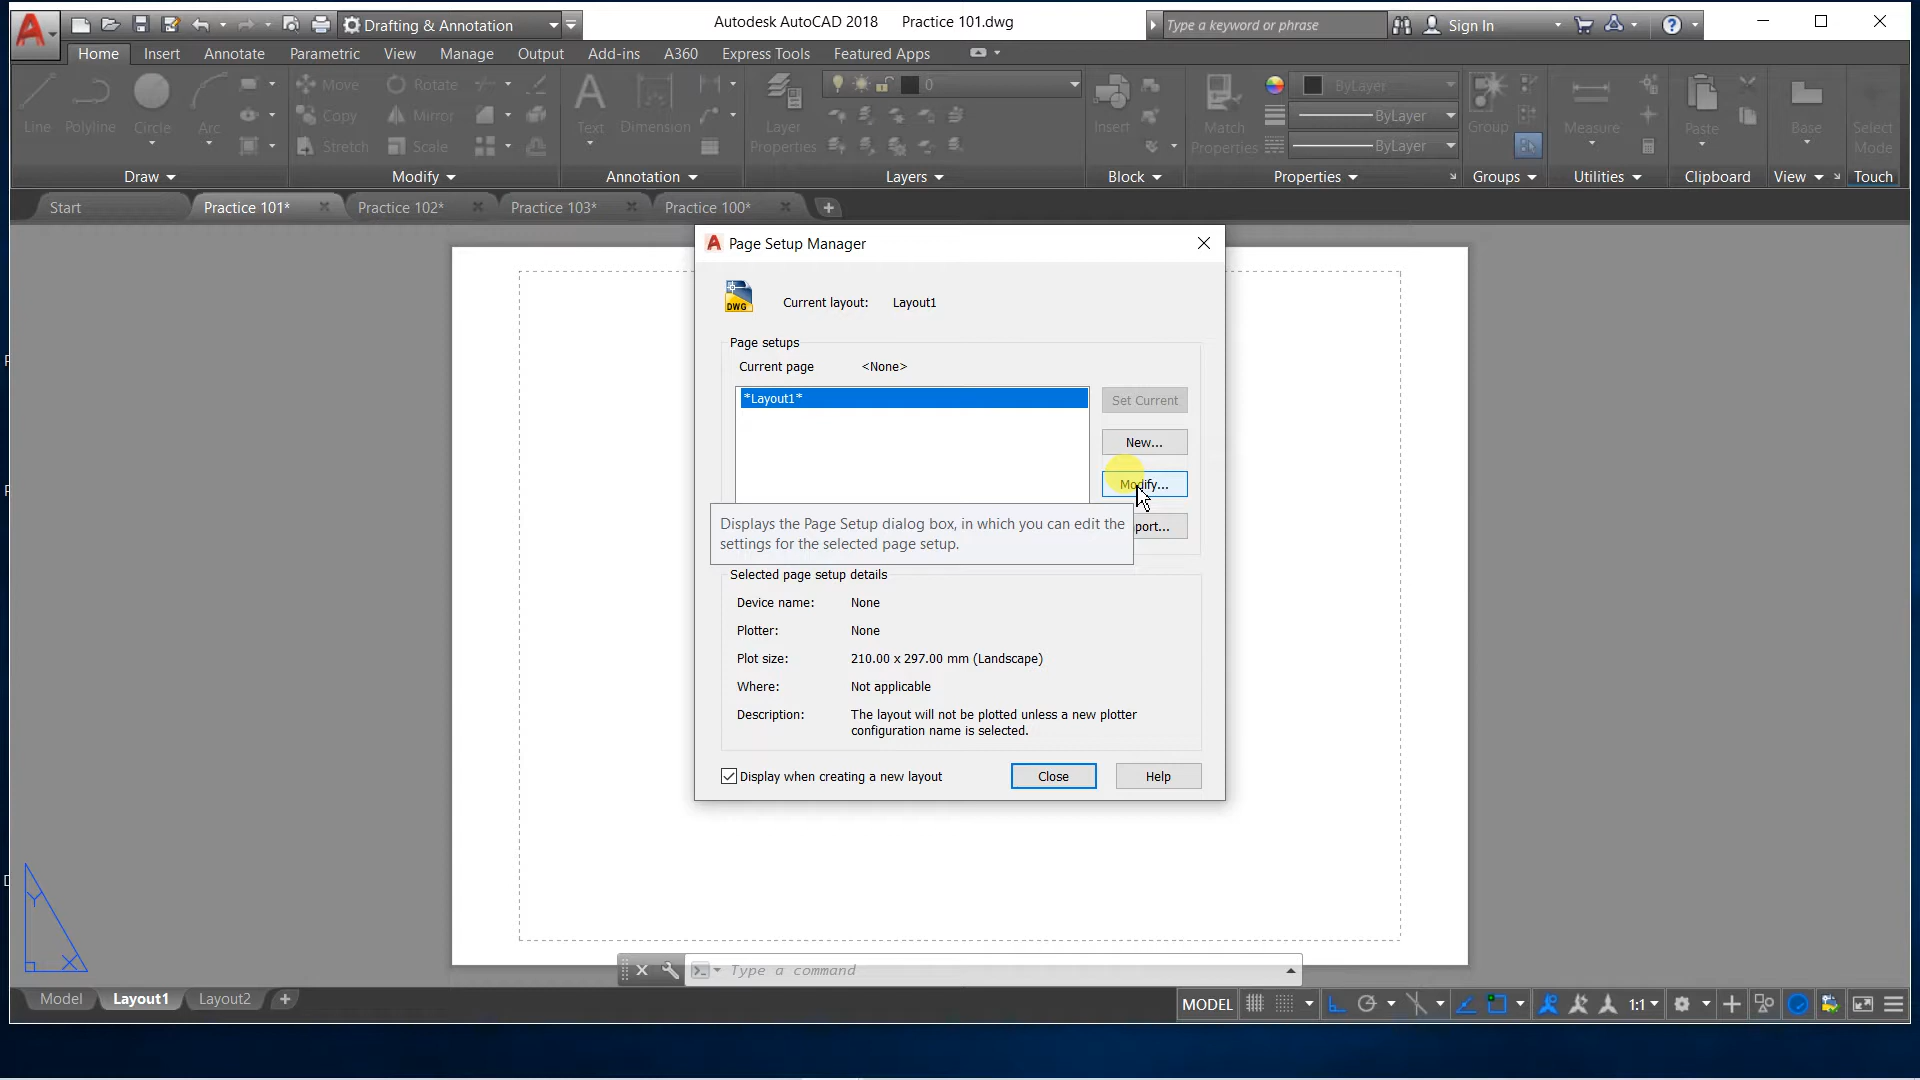 Drafting & Annotation
Autodesk AutoCAD 2018 Practice 101.dwg
Type a keyword or phrase
Sign In
Home Insert Annotate Parametric View Manage Output Add-ins A360 Express Tools Featured Apps
Line Polyline Circle Arc
Move Rotate
Copy Mirror
Stretch Scale
Text Dimension
Layer
Properties
0
Insert
Match
Properties
ByLayer
ByLayer
ByLayer
Group
Measure
Paste
Base
Select
Mode
Draw Modify Annotation Layers Block Properties Groups Utilities Clipboard View Touch
Start Practice 101* Practice 102* Practice 103* Practice 100*
Page Setup Manager
DWG
Current layout: Layout1
Page setups
Current page <None>
*Layout1*
Set Current
New...
Modify...
port...
Displays the Page Setup dialog box, in which you can edit the
settings for the selected page setup.
Selected page setup details
Device name: None
Plotter: None
Plot size: 210.00 x 297.00 mm (Landscape)
Where: Not applicable
Description: The layout will not be plotted unless a new plotter
configuration name is selected.
Display when creating a new layout
Close
Help
Y
X
Type a command
Model Layout1 Layout2
MODEL
1:1